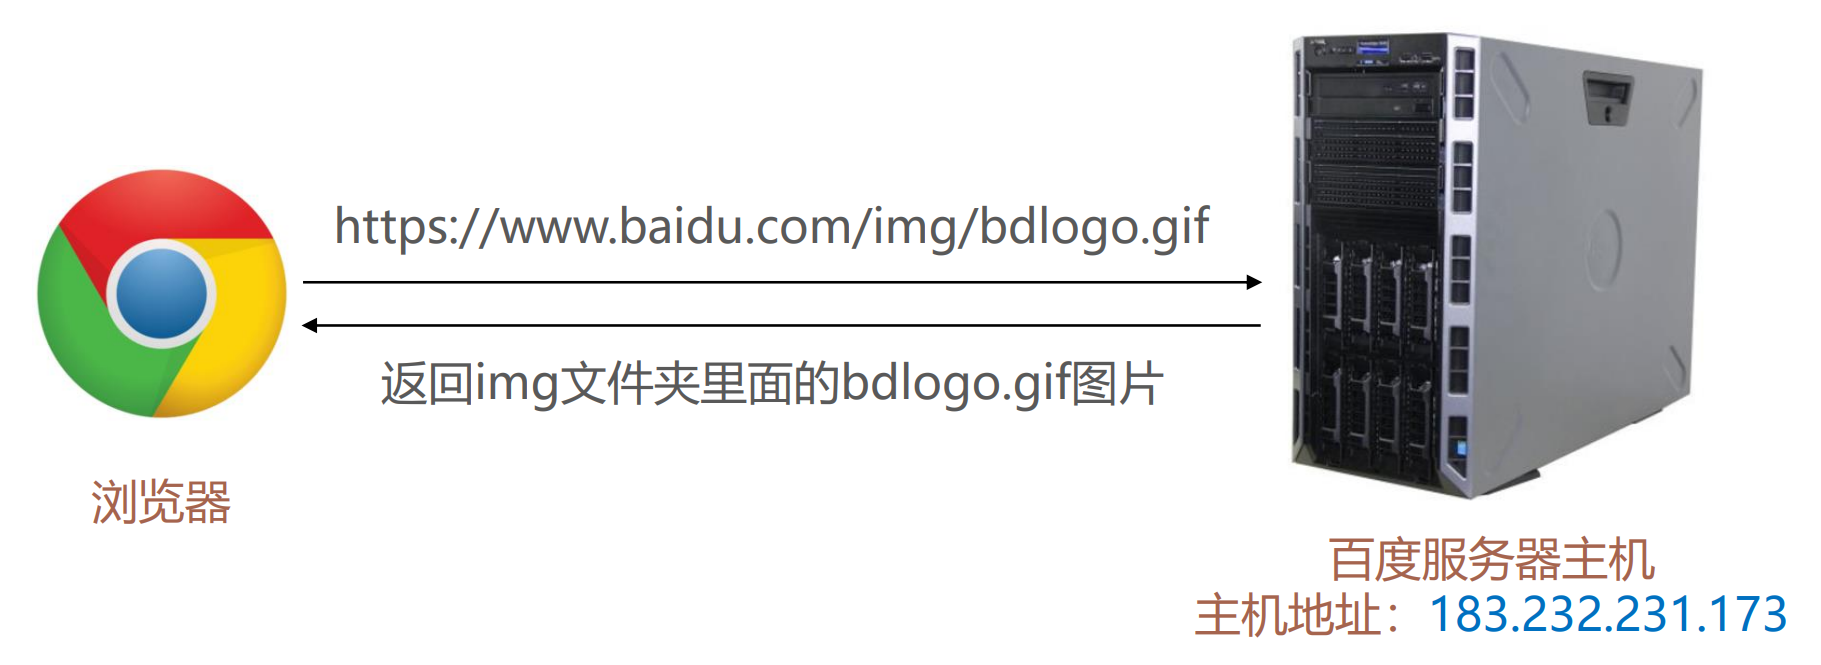 https://www.baidu.com/img/bdlogo.gif
返回img文件夹里面的bdlogo.gif图片
浏览器
百度服务器主机
主机地址：183.232.231.173